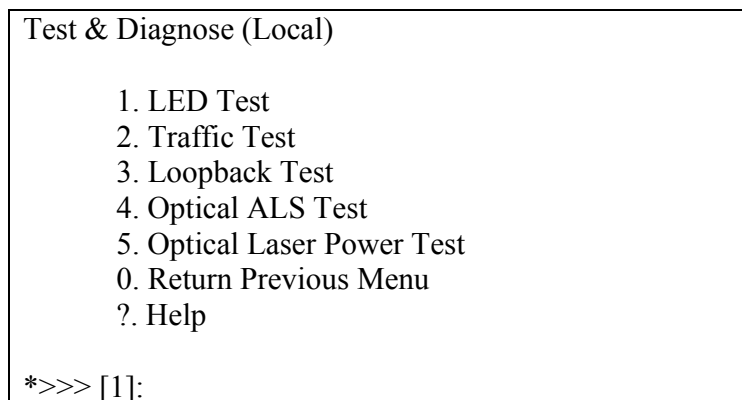 Test & Diagnose (Local)
1. LED Test
2. Traffic Test
3. Loopback Test
4. Optical ALS Test
5. Optical Laser Power Test
0. Return Previous Menu
?. Help
*>>> [1]: